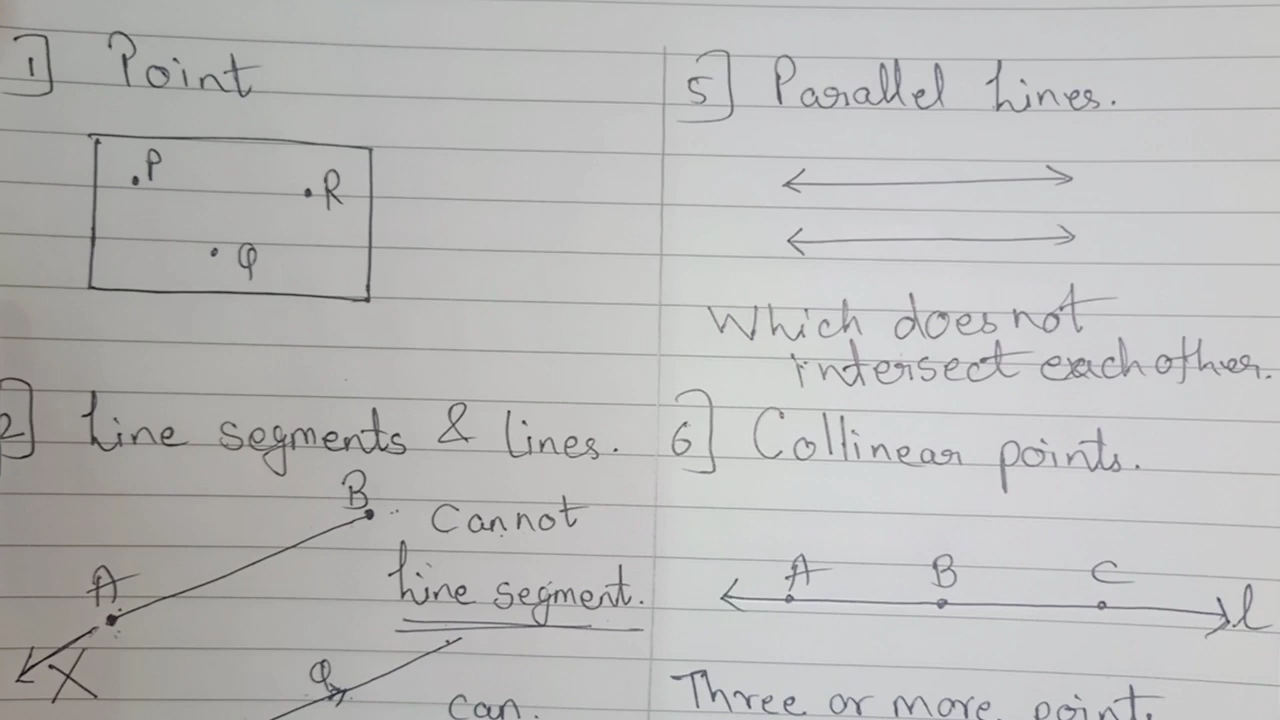 1] Point
P
R
Q
2] Line segments & lines.
B
Cannot
A
Line segment.
X
Q
can.
5] Parallel Lines.
Which does not
intersect each other.
6] Collinear points.
A B C
l
Three or more points